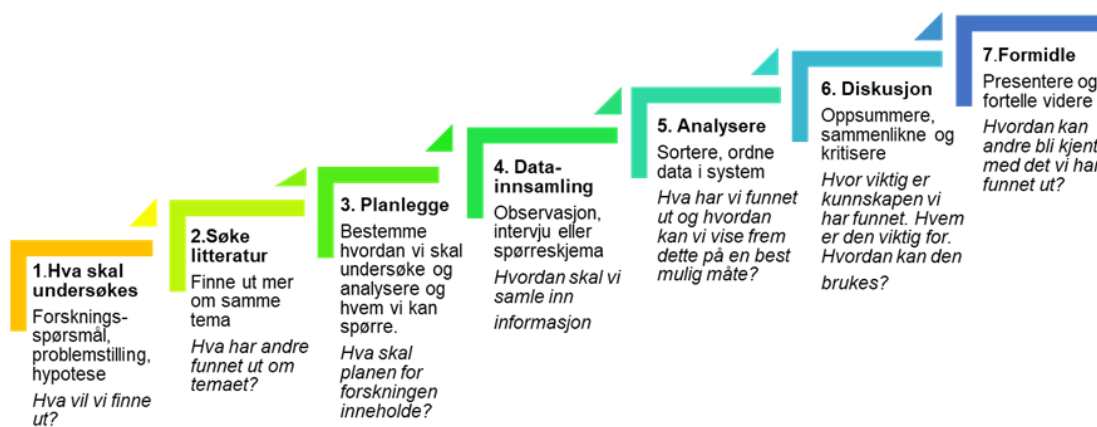 1.Hva skal
undersøkes
Forsknings-
spørsmål,
problemstilling,
hypotese
Hva vil vi finne
ut?
2.Søke
litteratur
Finne ut mer
om samme
tema
Hva har andre
funnet ut om
temaet?
3. Planlegge
Bestemme
hvordan vi skal
undersøke og
analysere og
hvem vi kan
spørre.
Hva skal
planen for
forskningen
inneholde?
4. Data-
innsamling
Observasjon,
intervju eller
spørreskjema
Hvordan skal vi
samle inn
informasjon
5. Analysere
Sortere, ordne
data i system
Hva har vi funnet
ut og hvordan
kan vi vise frem
dette på en best
mulig måte?
6. Diskusjon
Oppsummere,
sammenlikne og
kritisere
Hvor viktig er
kunnskapen vi
har funnet. Hvem
er den viktig for.
Hvordan kan den
brukes?
7.Formidle
Presentere og
fortelle videre
Hvordan kan
andre bli kjent
med det vi har
funnet ut?